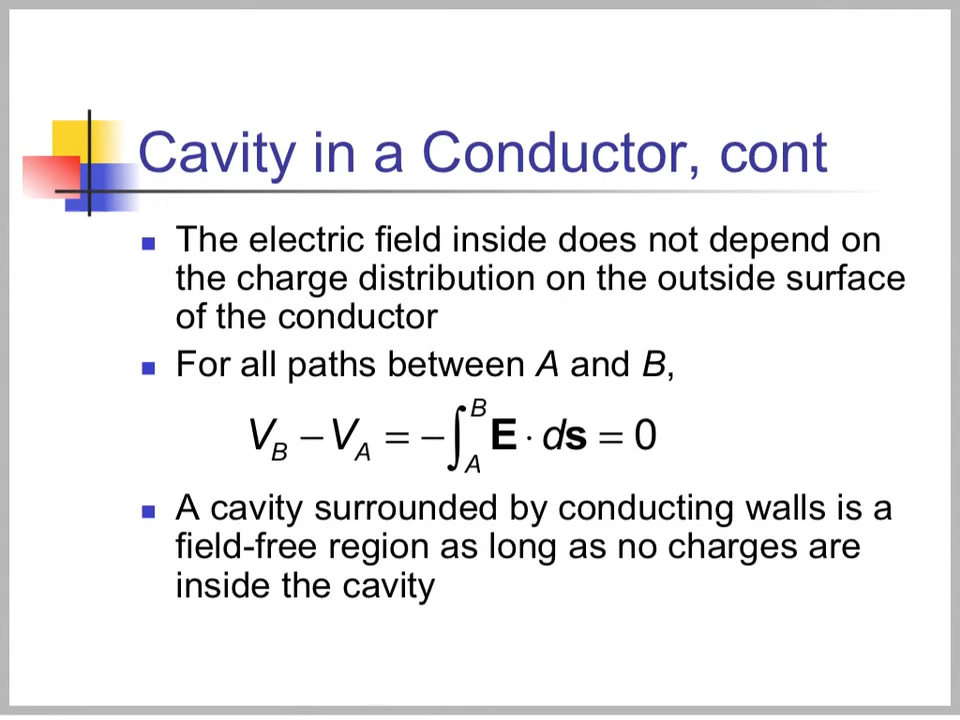 Cavity in a Conductor, cont
■ The electric field inside does not depend on
the charge distribution on the outside surface
of the conductor
■ For all paths between A and B,
V_B – V_A = –∫_A^B E · ds = 0
■ A cavity surrounded by conducting walls is a
field-free region as long as no charges are
inside the cavity